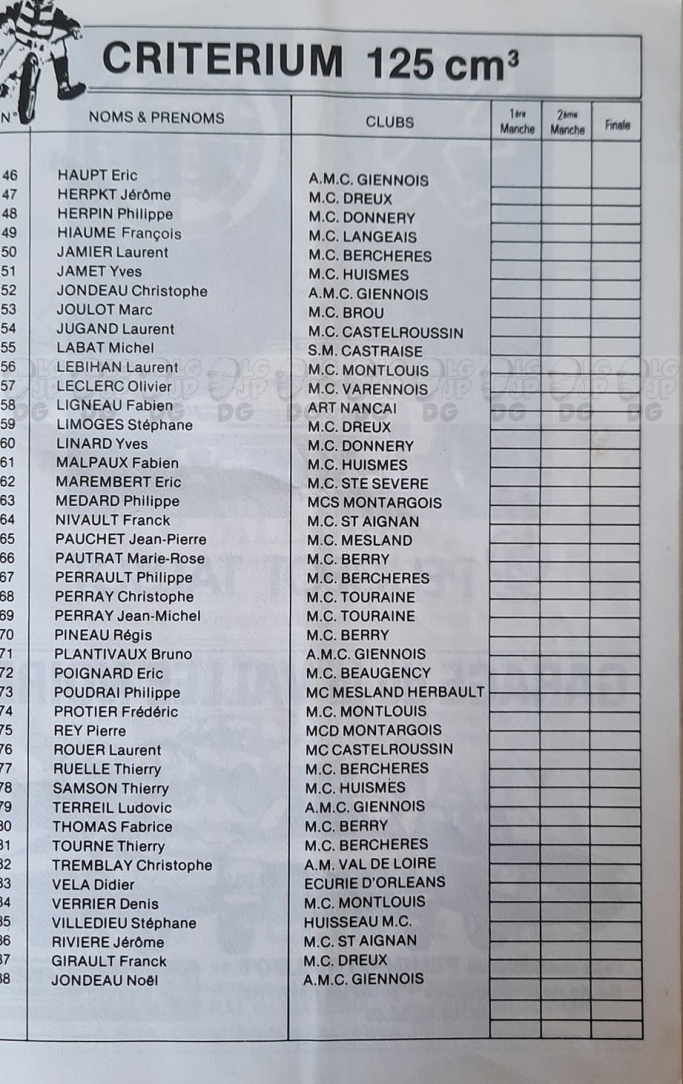 CRITERIUM 125 cm³
N° NOMS & PRENOMS CLUBS 1ère Manche 2ème Manche Finale
46 HAUPT Eric A.M.C. GIENNOIS
47 HERPKT Jérôme M.C. DREUX
48 HERPIN Philippe M.C. DONNERY
49 HIAUME François M.C. LANGEAIS
50 JAMIER Laurent M.C. BERCHERES
51 JAMET Yves M.C. HUISMES
52 JONDEAU Christophe A.M.C. GIENNOIS
53 JOULOT Marc M.C. BROU
54 JUGAND Laurent M.C. CASTELROUSSIN
55 LABAT Michel S.M. CASTRAISE
56 LEBIHAN Laurent M.C. MONTLOUIS
57 LECLERC Olivier M.C. VARENNOIS
58 LIGNEAU Fabien ART NANCAI
59 LIMOGES Stéphane M.C. DREUX
60 LINARD Yves M.C. DONNERY
61 MALPAUX Fabien M.C. HUISMES
62 MAREMBERT Eric M.C. STE SEVERE
63 MEDARD Philippe MCS MONTARGOIS
64 NIVAULT Franck M.C. ST AIGNAN
65 PAUCHET Jean-Pierre M.C. MESLAND
66 PAUTRAT Marie-Rose M.C. BERRY
67 PERRAULT Philippe M.C. BERCHERES
68 PERRAY Christophe M.C. TOURAINE
69 PERRAY Jean-Michel M.C. TOURAINE
70 PINEAU Régis M.C. BERRY
71 PLANTIVAUX Bruno A.M.C. GIENNOIS
72 POIGNARD Eric M.C. BEAUGENCY
73 POUDRAI Philippe MC MESLAND HERBAULT
74 PROTIER Frédéric M.C. MONTLOUIS
75 REY Pierre MCD MONTARGOIS
76 ROUER Laurent MC CASTELROUSSIN
77 RUELLE Thierry M.C. BERCHERES
78 SAMSON Thierry M.C. HUISMES
79 TERREIL Ludovic A.M.C. GIENNOIS
80 THOMAS Fabrice M.C. BERRY
81 TOURNE Thierry M.C. BERCHERES
82 TREMBLAY Christophe A.M. VAL DE LOIRE
83 VELA Didier ECURIE D'ORLEANS
84 VERRIER Denis M.C. MONTLOUIS
85 VILLEDIEU Stéphane HUISSEAU M.C.
86 RIVIERE Jérôme M.C. ST AIGNAN
87 GIRAULT Franck M.C. DREUX
88 JONDEAU Noël A.M.C. GIENNOIS